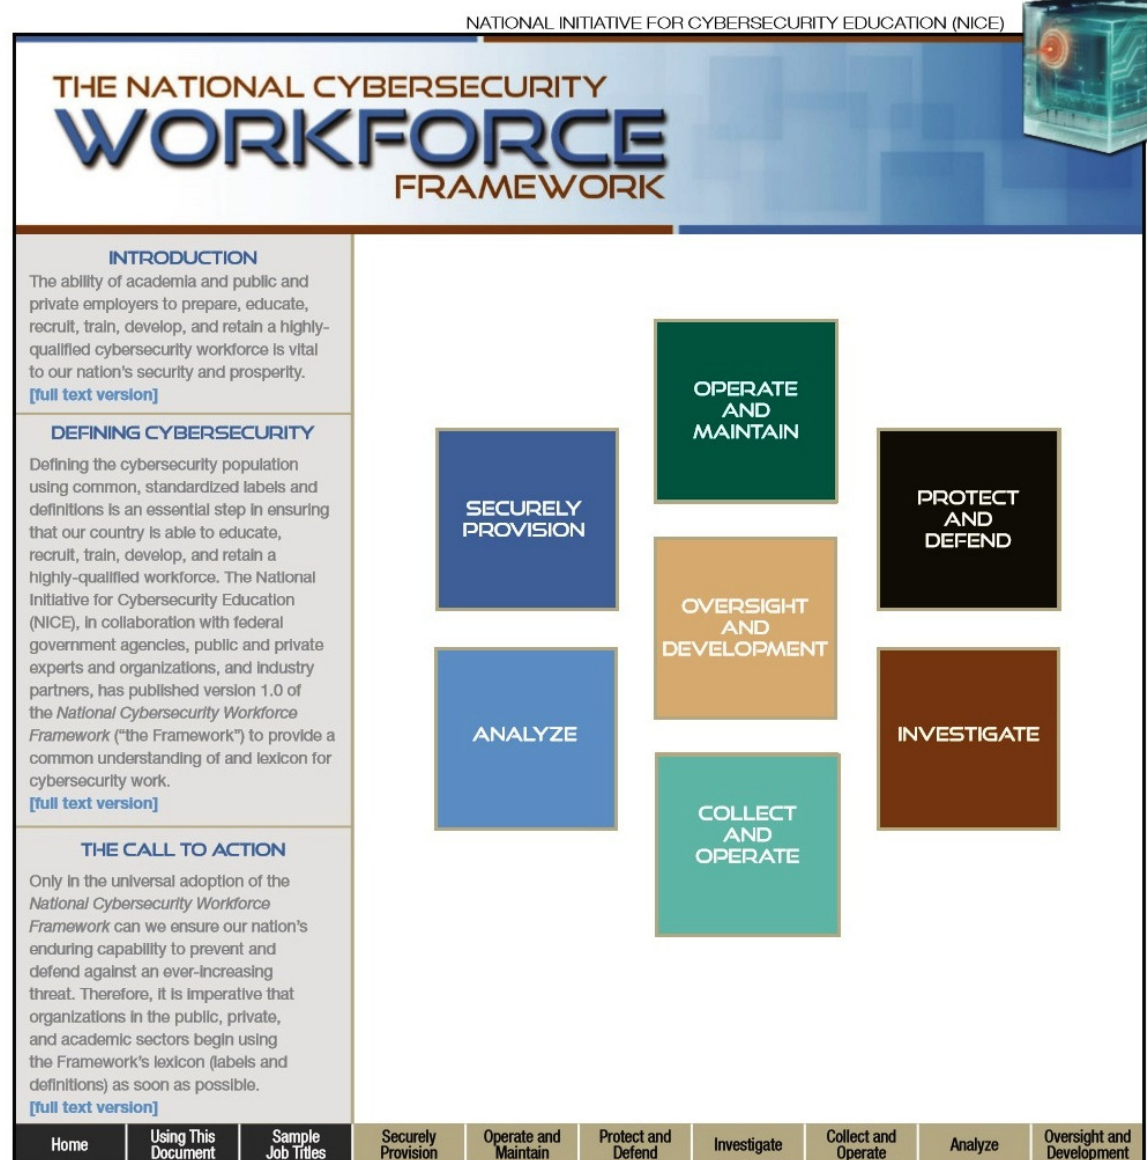 NATIONAL INITIATIVE FOR CYBERSECURITY EDUCATION (NICE)
THE NATIONAL CYBERSECURITY
WORKFORCE
FRAMEWORK
INTRODUCTION
The ability of academia and public and
private employers to prepare, educate,
recruit, train, develop, and retain a highly-
qualified cybersecurity workforce is vital
to our nation's security and prosperity.
[full text version]
DEFINING CYBERSECURITY
Defining the cybersecurity population
using common, standardized labels and
definitions is an essential step in ensuring
that our country is able to educate,
recruit, train, develop, and retain a
highly-qualified workforce. The National
Initiative for Cybersecurity Education
(NICE), in collaboration with federal
government agencies, public and private
experts and organizations, and industry
partners, has published version 1.0 of
the National Cybersecurity Workforce
Framework ("the Framework") to provide a
common understanding of and lexicon for
cybersecurity work.
[full text version]
THE CALL TO ACTION
Only in the universal adoption of the
National Cybersecurity Workforce
Framework can we ensure our nation's
enduring capability to prevent and
defend against an ever-increasing
threat. Therefore, it is imperative that
organizations in the public, private,
and academic sectors begin using
the Framework's lexicon (labels and
definitions) as soon as possible.
[full text version]
OPERATE
AND
MAINTAIN
SECURELY
PROVISION
PROTECT
AND
DEFEND
OVERSIGHT
AND
DEVELOPMENT
ANALYZE
INVESTIGATE
COLLECT
AND
OPERATE
Home
Using This
Document
Sample
Job Titles
Securely
Provision
Operate and
Maintain
Protect and
Defend
Investigate
Collect and
Operate
Analyze
Oversight and
Development